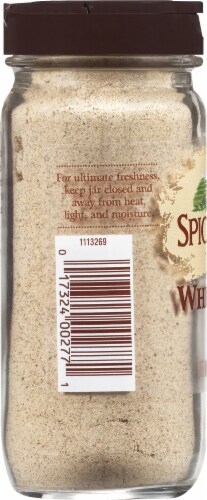 For ultimate freshness,
keep jar closed and
away from heat,
light, and moisture.
1113269
0 17324 00277 1
SPIC
WHI